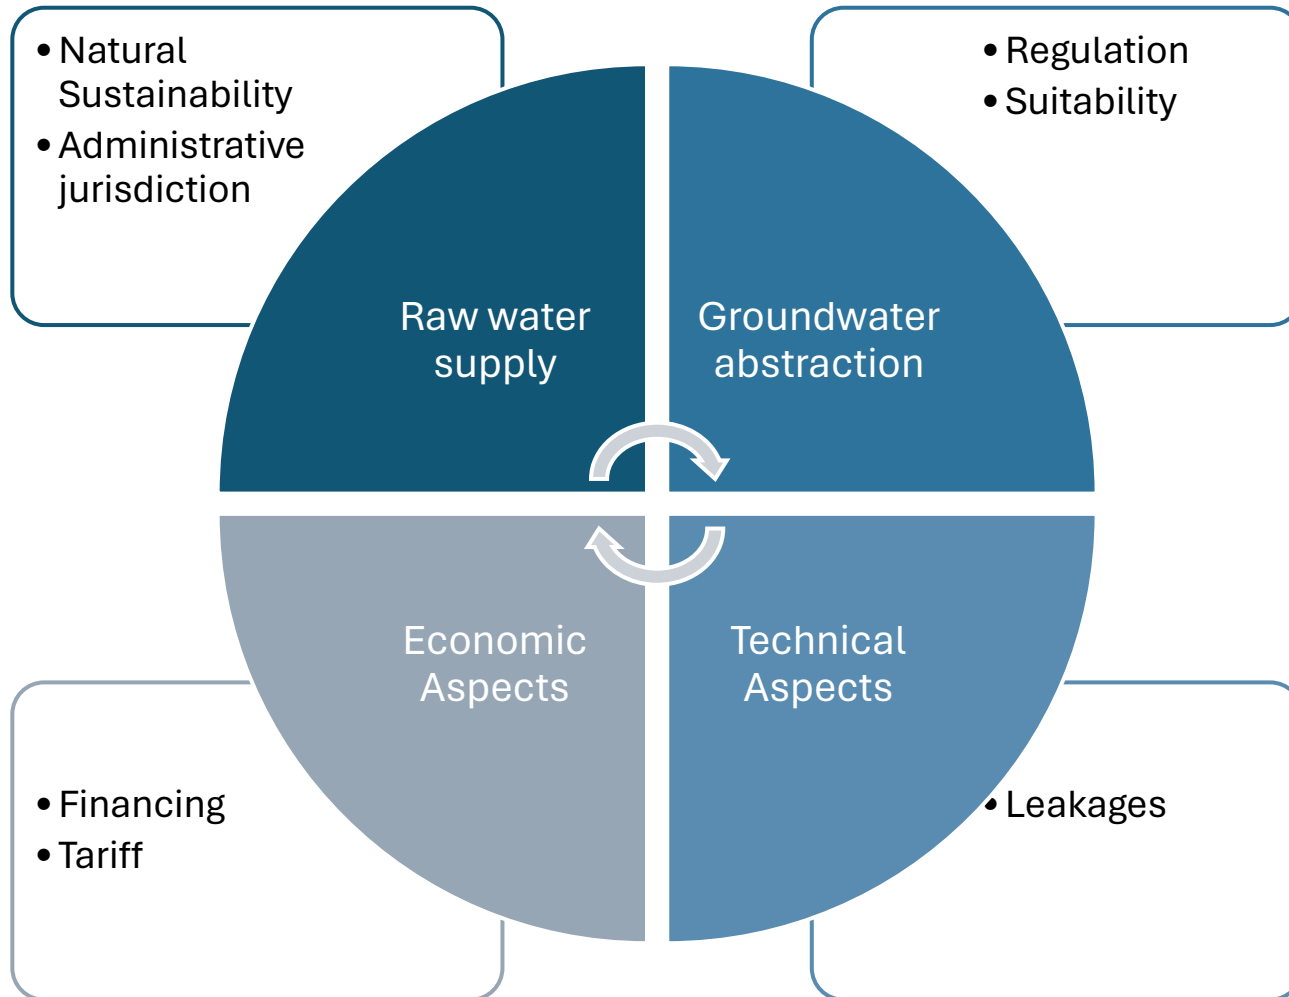 • Natural
Sustainability
• Administrative
jurisdiction
• Regulation
• Suitability
Raw water
supply
Groundwater
abstraction
Economic
Aspects
Technical
Aspects
• Financing
• Tariff
• Leakages